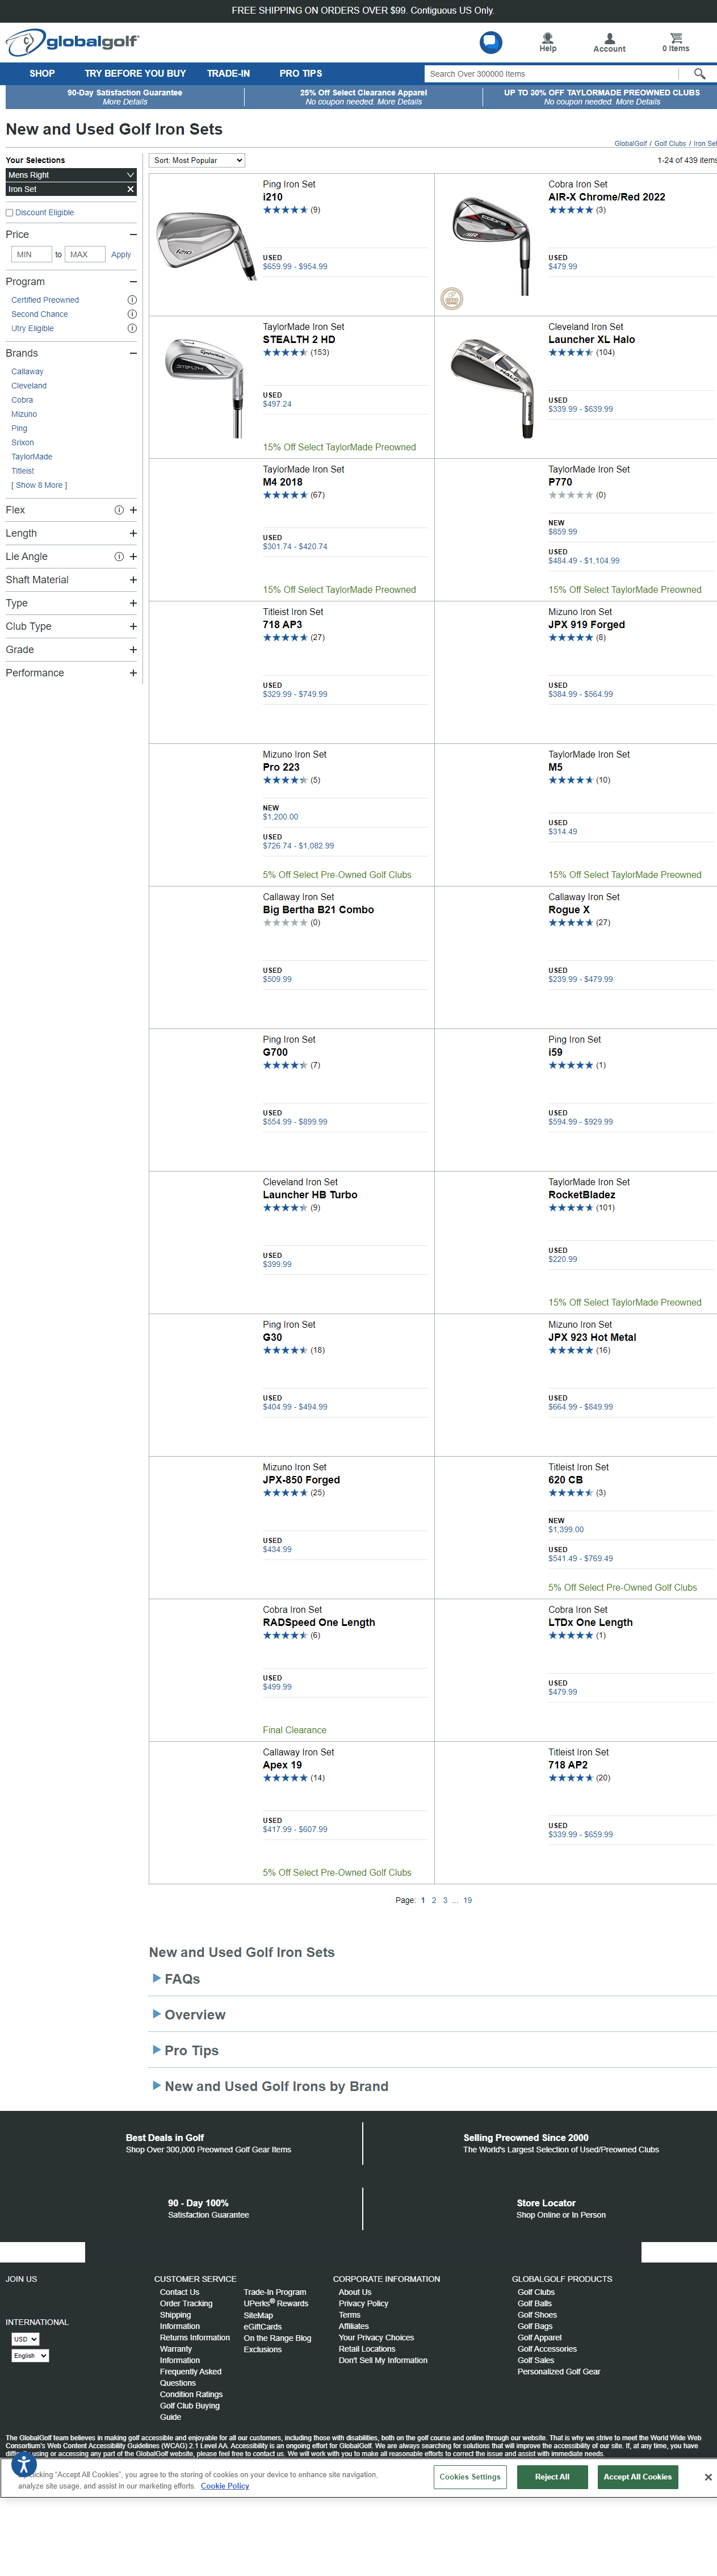 FREE SHIPPING ON ORDERS OVER $99. Contiguous US Only.
globalgolf
Help
Account
0 Items
SHOP
TRY BEFORE YOU BUY
TRADE-IN
PRO TIPS
Search Over 300000 Items
90-Day Satisfaction Guarantee
More Details
25% Off Select Clearance Apparel
No coupon needed. More Details
UP TO 30% OFF TAYLORMADE PREOWNED CLUBS
No coupon needed. More Details
New and Used Golf Iron Sets
GlobalGolf / Golf Clubs / Iron Set
Your Selections
Mens Right
Iron Set
Discount Eligible
Price
MIN to MAX Apply
Program
Certified Preowned
Second Chance
Utry Eligible
Brands
Callaway
Cleveland
Cobra
Mizuno
Ping
Srixon
TaylorMade
Titleist
[ Show 8 More ]
Flex
Length
Lie Angle
Shaft Material
Type
Club Type
Grade
Performance
Sort: Most Popular
1-24 of 439 items
Ping Iron Set
i210
(9)
USED
$659.99 - $954.99
Cobra Iron Set
AIR-X Chrome/Red 2022
(3)
USED
$479.99
TaylorMade Iron Set
STEALTH 2 HD
(153)
USED
$497.24
15% Off Select TaylorMade Preowned
Cleveland Iron Set
Launcher XL Halo
(104)
USED
$339.99 - $639.99
TaylorMade Iron Set
M4 2018
(67)
USED
$301.74 - $420.74
15% Off Select TaylorMade Preowned
TaylorMade Iron Set
P770
(0)
NEW
$859.99
USED
$484.49 - $1,104.99
15% Off Select TaylorMade Preowned
Titleist Iron Set
718 AP3
(27)
USED
$329.99 - $749.99
Mizuno Iron Set
JPX 919 Forged
(8)
USED
$384.99 - $564.99
Mizuno Iron Set
Pro 223
(5)
NEW
$1,200.00
USED
$726.74 - $1,082.99
5% Off Select Pre-Owned Golf Clubs
TaylorMade Iron Set
M5
(10)
USED
$314.49
15% Off Select TaylorMade Preowned
Callaway Iron Set
Big Bertha B21 Combo
(0)
USED
$509.99
Callaway Iron Set
Rogue X
(27)
USED
$239.99 - $479.99
Ping Iron Set
G700
(7)
USED
$554.99 - $899.99
Ping Iron Set
i59
(1)
USED
$594.99 - $929.99
Cleveland Iron Set
Launcher HB Turbo
(9)
USED
$399.99
TaylorMade Iron Set
RocketBladez
(101)
USED
$220.99
15% Off Select TaylorMade Preowned
Ping Iron Set
G30
(18)
USED
$404.99 - $494.99
Mizuno Iron Set
JPX 923 Hot Metal
(16)
USED
$664.99 - $849.99
Mizuno Iron Set
JPX-850 Forged
(25)
USED
$434.99
Titleist Iron Set
620 CB
(3)
NEW
$1,399.00
USED
$541.49 - $769.49
5% Off Select Pre-Owned Golf Clubs
Cobra Iron Set
RADSpeed One Length
(6)
USED
$499.99
Final Clearance
Cobra Iron Set
LTDx One Length
(1)
USED
$479.99
Callaway Iron Set
Apex 19
(14)
USED
$417.99 - $607.99
5% Off Select Pre-Owned Golf Clubs
Titleist Iron Set
718 AP2
(20)
USED
$339.99 - $659.99
Page: 1 2 3 ... 19
New and Used Golf Iron Sets
FAQs
Overview
Pro Tips
New and Used Golf Irons by Brand
Best Deals in Golf
Shop Over 300,000 Preowned Golf Gear Items
Selling Preowned Since 2000
The World's Largest Selection of Used/Preowned Clubs
90 - Day 100%
Satisfaction Guarantee
Store Locator
Shop Online or In Person
JOIN US
INTERNATIONAL
USD
English
CUSTOMER SERVICE
Contact Us
Order Tracking
Shipping
Information
Returns Information
Warranty
Information
Frequently Asked
Questions
Condition Ratings
Golf Club Buying
Guide
Trade-In Program
UPerks® Rewards
SiteMap
eGiftCards
On the Range Blog
Exclusions
CORPORATE INFORMATION
About Us
Privacy Policy
Terms
Affiliates
Your Privacy Choices
Retail Locations
Don't Sell My Information
GLOBALGOLF PRODUCTS
Golf Clubs
Golf Balls
Golf Shoes
Golf Bags
Golf Apparel
Golf Accessories
Golf Sales
Personalized Golf Gear
The GlobalGolf team believes in making golf accessible and enjoyable for all our customers, including those with disabilities, both on the golf course and online through our website. That is why we strive to meet the World Wide Web
Consortium's Web Content Accessibility Guidelines (WCAG) 2.1 Level AA. Accessibility is an ongoing effort for GlobalGolf. We are always searching for solutions that will improve the accessibility of our site. If, at any time, you have
using or accessing any part of the GlobalGolf website, please feel free to contact us. We will work with you to make all reasonable efforts to correct the issue and assist with immediate needs.
clicking "Accept All Cookies", you agree to the storing of cookies on your device to enhance site navigation,
analyze site usage, and assist in our marketing efforts. Cookie Policy
Cookies Settings
Reject All
Accept All Cookies